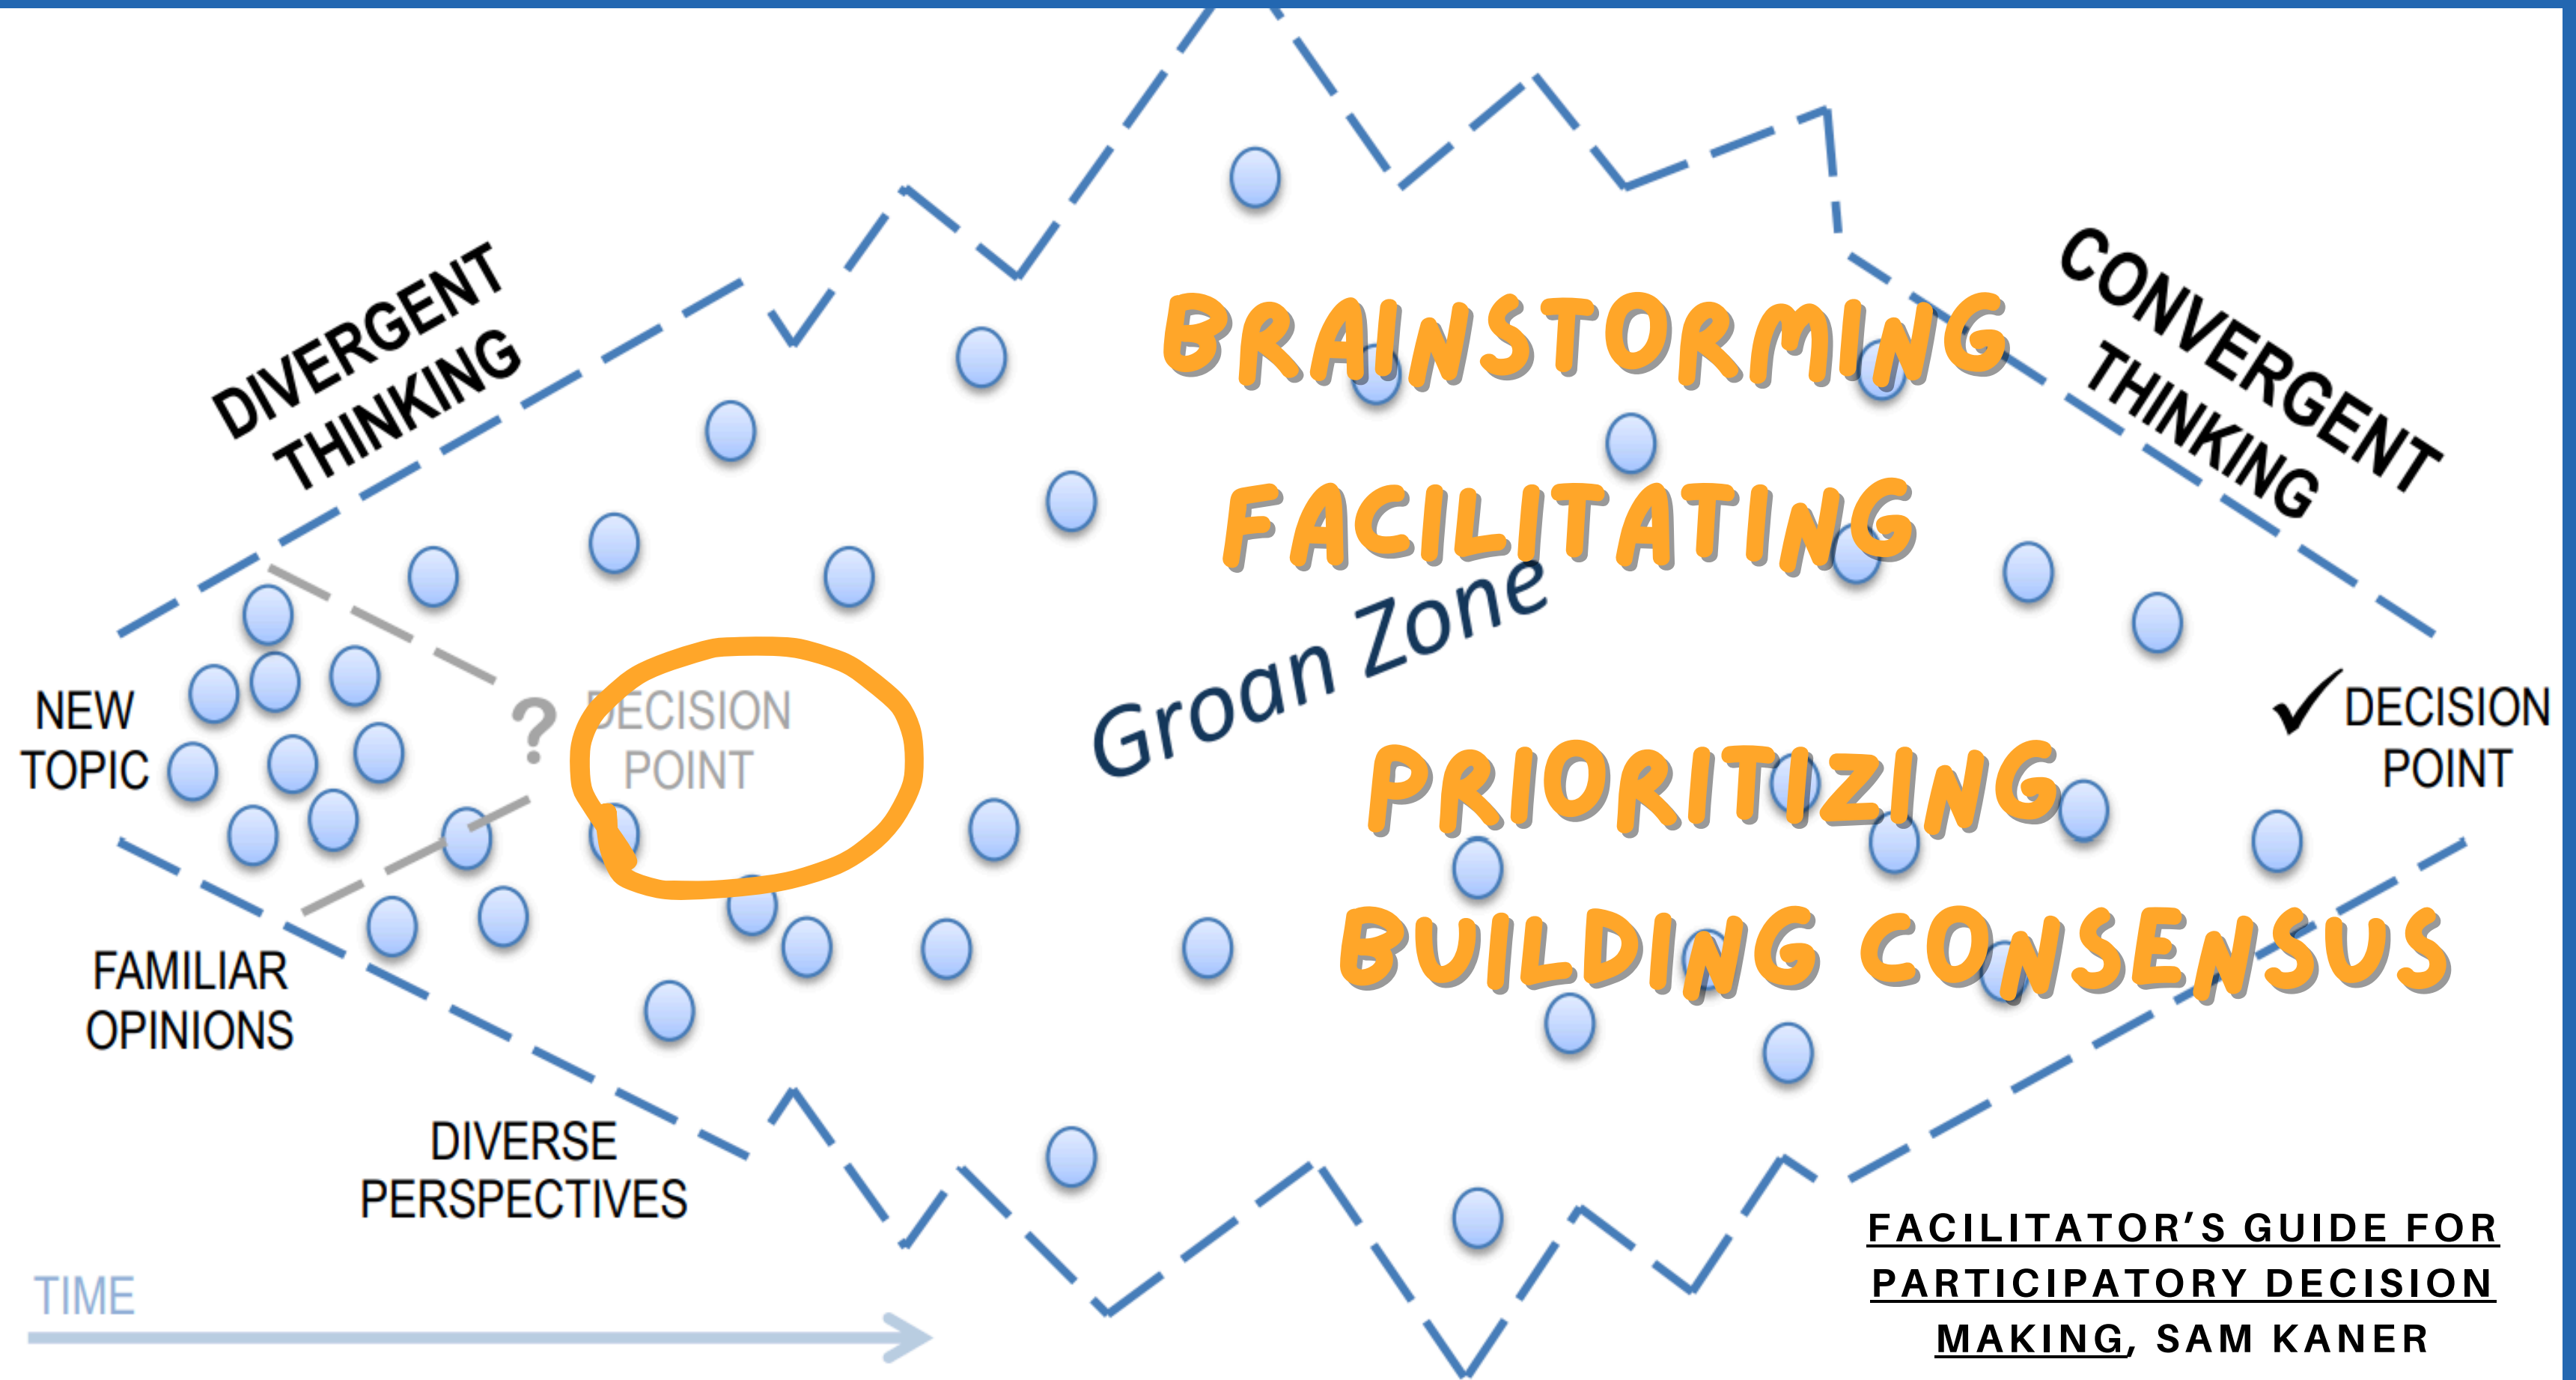 DIVERGENT
THINKING
CONVERGENT
THINKING
BRAINSTORMING
FACILITATING
Groan Zone
NEW
TOPIC
?
DECISION
POINT
PRIORITIZING
BUILDING CONSENSUS
✓ DECISION
POINT
FAMILIAR
OPINIONS
DIVERSE
PERSPECTIVES
TIME
FACILITATOR'S GUIDE FOR
PARTICIPATORY DECISION
MAKING, SAM KANER